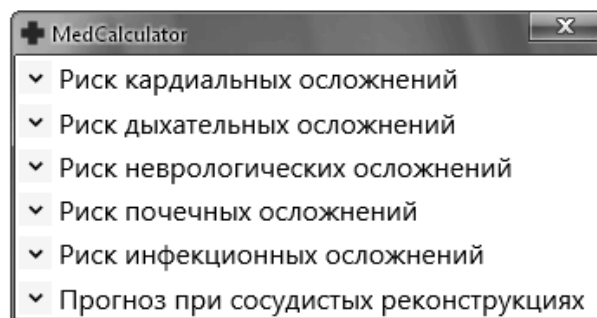 MedCalculator
Риск кардиальных осложнений
Риск дыхательных осложнений
Риск неврологических осложнений
Риск почечных осложнений
Риск инфекционных осложнений
Прогноз при сосудистых реконструкциях